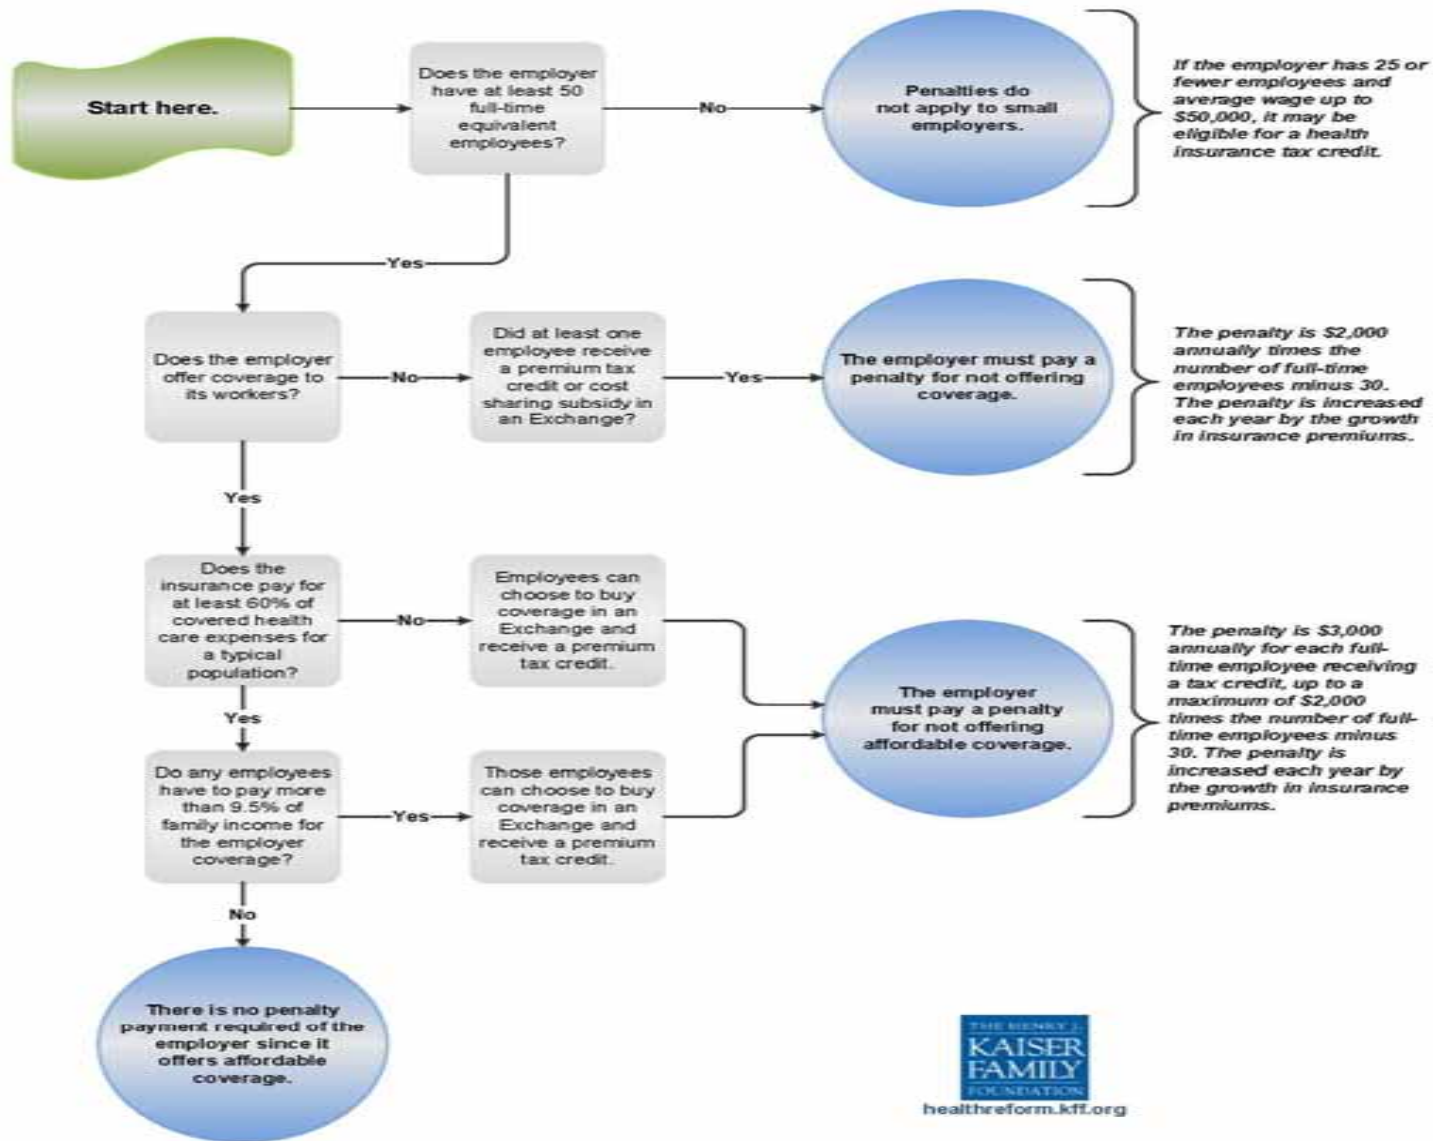 Start here.
Does the employer
have at least 50
full-time
equivalent
employees?
No
Penalties do
not apply to small
employers.
If the employer has 25 or
fewer employees and
average wage up to
$50,000, it may be
eligible for a health
insurance tax credit.
Yes
Does the employer
offer coverage to
its workers?
No
Did at least one
employee receive
a premium tax
credit or cost
sharing subsidy in
an Exchange?
Yes
The employer must pay a
penalty for not offering
coverage.
The penalty is $2,000
annually times the
number of full-time
employees minus 30.
The penalty is increased
each year by the growth
in insurance premiums.
Yes
Does the
insurance pay for
at least 60% of
covered health
care expenses for
a typical
population?
No
Employees can
choose to buy
coverage in an
Exchange and
receive a premium
tax credit.
The employer
must pay a penalty
for not offering
affordable coverage.
The penalty is $3,000
annually for each full-
time employee receiving
a tax credit, up to a
maximum of $2,000
times the number of full-
time employees minus
30. The penalty is
increased each year by
the growth in insurance
premiums.
Yes
Do any employees
have to pay more
than 9.5% of
family income for
the employer
coverage?
Yes
Those employees
can choose to buy
coverage in an
Exchange and
receive a premium
tax credit.
No
There is no penalty
payment required of the
employer since it
offers affordable
coverage.
THE HENRY J.
KAISER
FAMILY
FOUNDATION
healthreform.kff.org